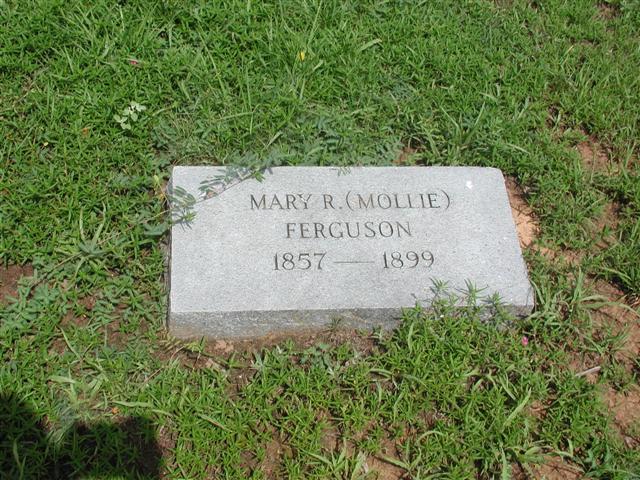 MARY R. (MOLLIE)
FERGUSON
1857 — 1899